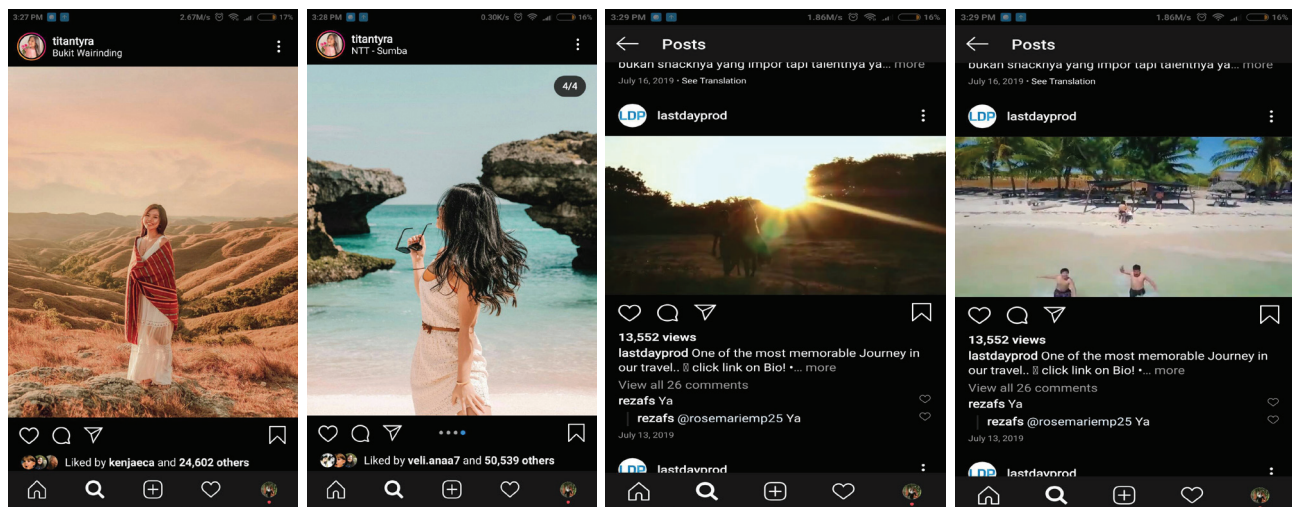 3:27 PM 2.67M/s 17%
titantyra
Bukit Wairinding
Liked by kenjaeca and 24,602 others
3:28 PM 0.30K/s 16%
titantyra
NTT - Sumba
4/4
Liked by veli.anaa7 and 50,539 others
3:29 PM 1.86M/s 16%
Posts
bukan snacknya yang impor tapi talentnya ya... more
July 16, 2019 • See Translation
LDP lastdayprod
13,552 views
lastdayprod One of the most memorable Journey in
our travel.. click link on Bio! •... more
View all 26 comments
rezafs Ya
rezafs @rosemariemp25 Ya
July 13, 2019
LDP lastdayprod
3:29 PM 1.86M/s 16%
Posts
bukan snacknya yang impor tapi talentnya ya... more
July 16, 2019 • See Translation
LDP lastdayprod
13,552 views
lastdayprod One of the most memorable Journey in
our travel.. click link on Bio! •... more
View all 26 comments
rezafs Ya
rezafs @rosemariemp25 Ya
July 13, 2019
LDP lastdayprod